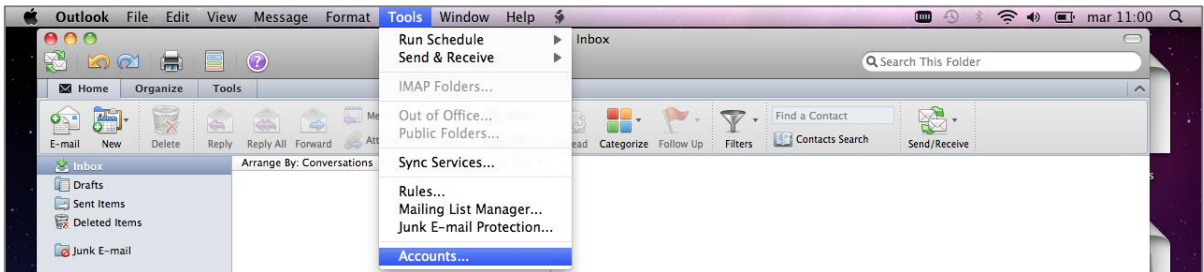 Outlook File Edit View Message Format Tools Window Help mar 11:00
Run Schedule
Inbox
Send & Receive
Search This Folder
IMAP Folders...
Home Organize Tools
Out of Office...
Public Folders...
Find a Contact
Contacts Search
E-mail New Delete Reply Reply All Forward Categorize Follow Up Filters Send/Receive
Sync Services...
Inbox
Arrange By: Conversations
Drafts
Rules...
Sent Items
Mailing List Manager...
Deleted Items
Junk E-mail Protection...
Junk E-mail
Accounts...